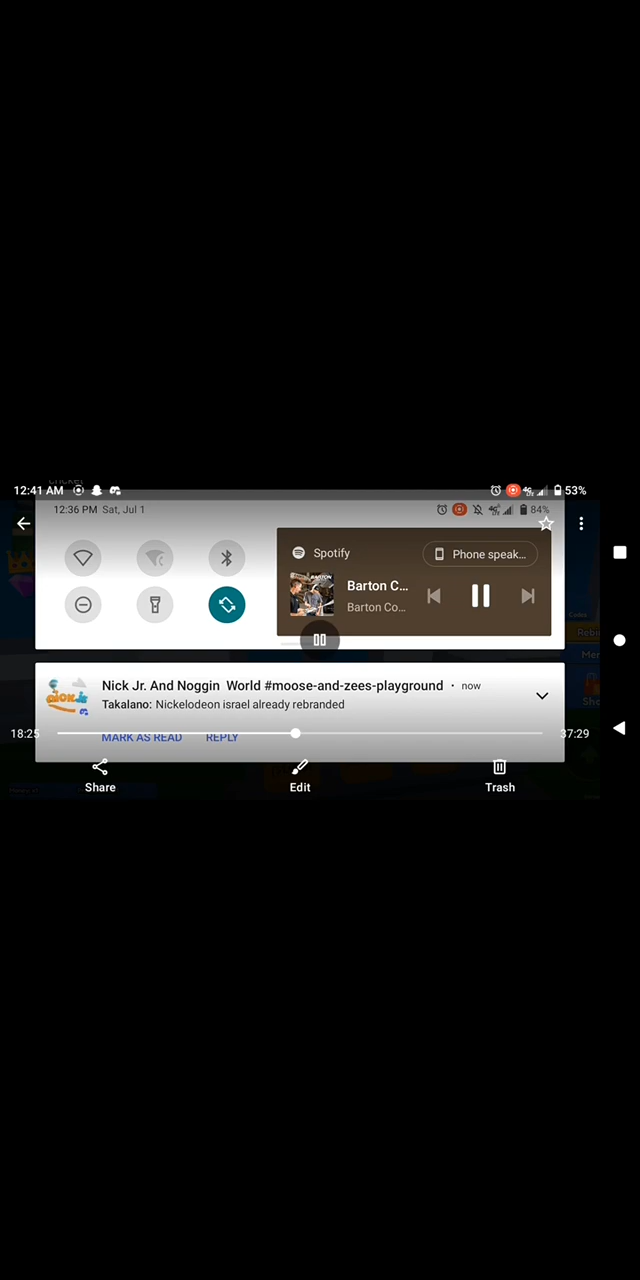 12:41 AM
53%
12:36 PM Sat, Jul 1
84%
Spotify
Phone speak...
Barton C...
Barton Co...
Nick Jr. And Noggin World #moose-and-zees-playground · now
Takalano: Nickelodeon israel already rebranded
18:25
37:29
MARK AS READ REPLY
Share Edit Trash